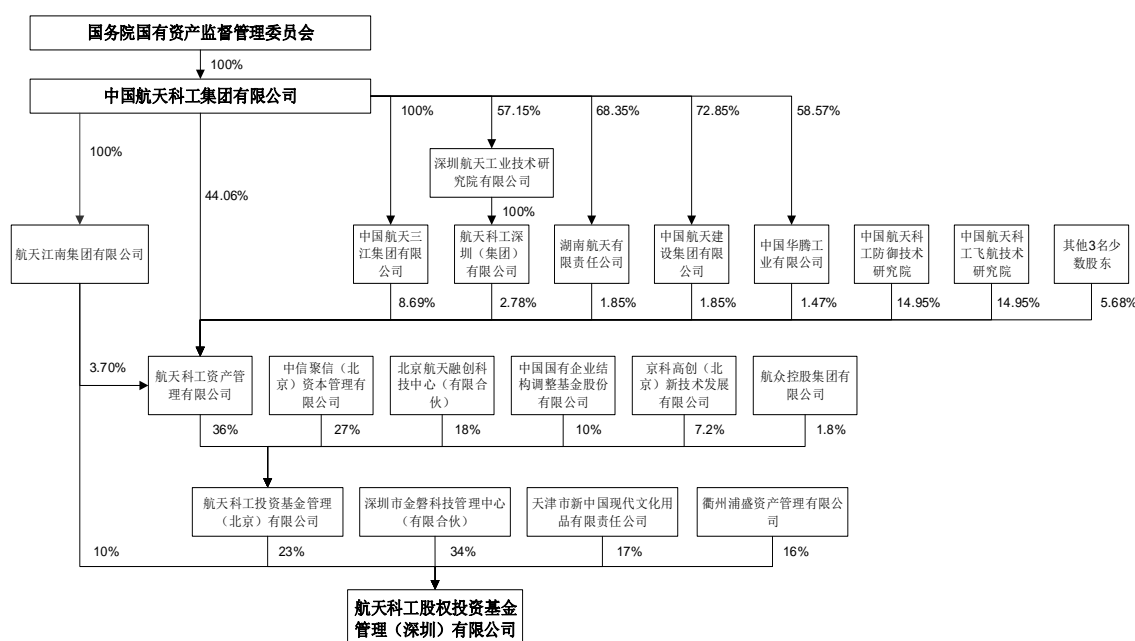 国务院国有资产监督管理委员会
100%
中国航天科工集团有限公司
100%
57.15%
68.35%
72.85%
58.57%
100%
44.06%
深圳航天工业技术研
究院有限公司
100%
航天江南集团有限公司
中国航天三
江集团有限
公司
航天科工深
圳（集团）
有限公司
湖南航天有
限责任公司
中国航天建
设集团有限
公司
中国华腾工
业有限公司
中国航天科
工防御技术
研究院
中国航天科
工飞航技术
研究院
其他3名少
数股东
8.69%
2.78%
1.85%
1.85%
1.47%
14.95%
14.95%
5.68%
3.70%
航天科工资产管
理有限公司
中信聚信（北
京）资本管理有
限公司
北京航天融创科
技中心（有限合
伙）
中国国有企业结
构调整基金股份
有限公司
京科高创（北
京）新技术发展
有限公司
航众控股集团有
限公司
36%
27%
18%
10%
7.2%
1.8%
航天科工投资基金管理
（北京）有限公司
深圳市金磐科技管理中心
（有限合伙）
天津市新中国现代文化用
品有限责任公司
衢州浦盛资产管理有限公
司
10%
23%
34%
17%
16%
航天科工股权投资基金
管理（深圳）有限公司